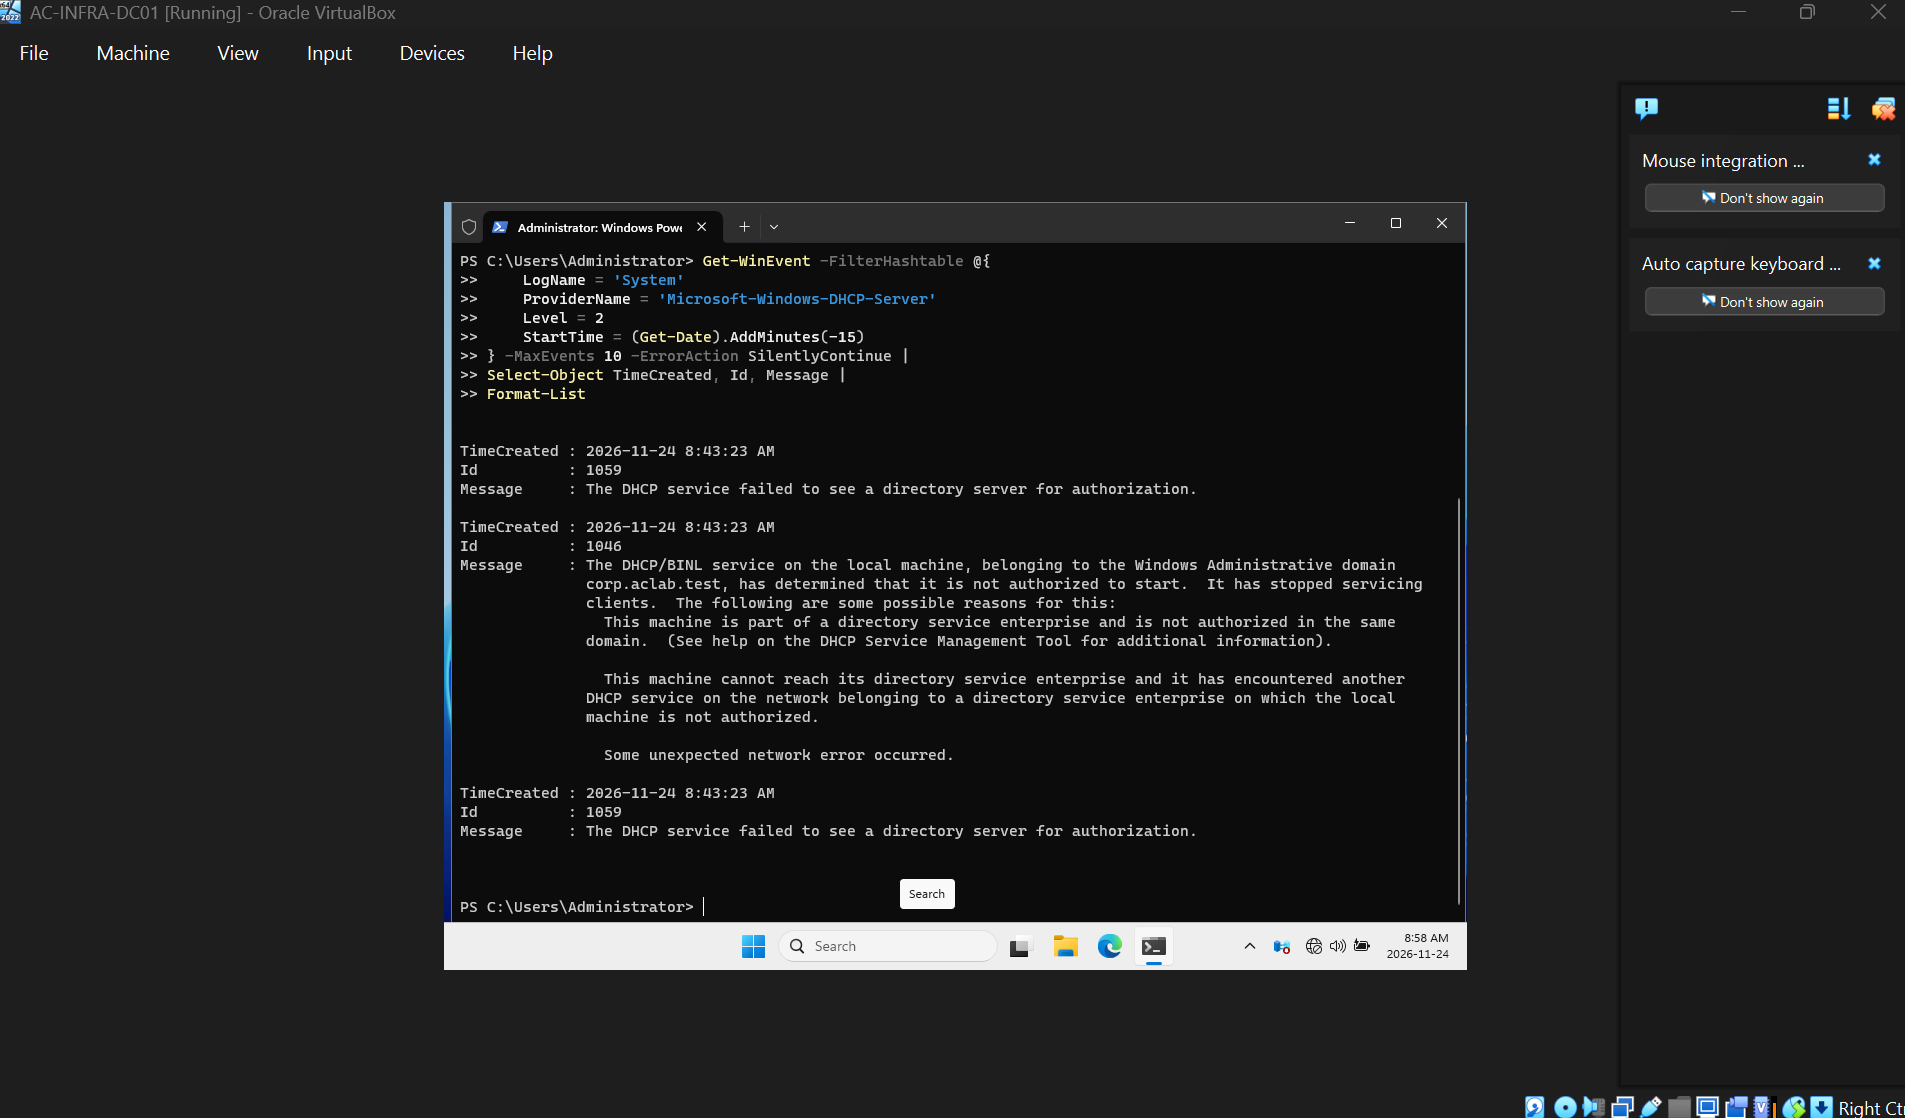 AC-INFRA-DC01 [Running] - Oracle VirtualBox
File Machine View Input Devices Help
Mouse integration ...
Don't show again
Auto capture keyboard ...
Don't show again
Administrator: Windows Powe
PS C:\Users\Administrator> Get-WinEvent -FilterHashtable @{
>>     LogName = 'System'
>>     ProviderName = 'Microsoft-Windows-DHCP-Server'
>>     Level = 2
>>     StartTime = (Get-Date).AddMinutes(-15)
>> } -MaxEvents 10 -ErrorAction SilentlyContinue |
>> Select-Object TimeCreated, Id, Message |
>> Format-List
TimeCreated : 2026-11-24 8:43:23 AM
Id          : 1059
Message     : The DHCP service failed to see a directory server for authorization.
TimeCreated : 2026-11-24 8:43:23 AM
Id          : 1046
Message     : The DHCP/BINL service on the local machine, belonging to the Windows Administrative domain
corp.aclab.test, has determined that it is not authorized to start.  It has stopped servicing
clients.  The following are some possible reasons for this:
This machine is part of a directory service enterprise and is not authorized in the same
domain.  (See help on the DHCP Service Management Tool for additional information).
This machine cannot reach its directory service enterprise and it has encountered another
DHCP service on the network belonging to a directory service enterprise on which the local
machine is not authorized.
Some unexpected network error occurred.
TimeCreated : 2026-11-24 8:43:23 AM
Id          : 1059
Message     : The DHCP service failed to see a directory server for authorization.
Search
PS C:\Users\Administrator>
Search
8:58 AM
2026-11-24
Right Ct